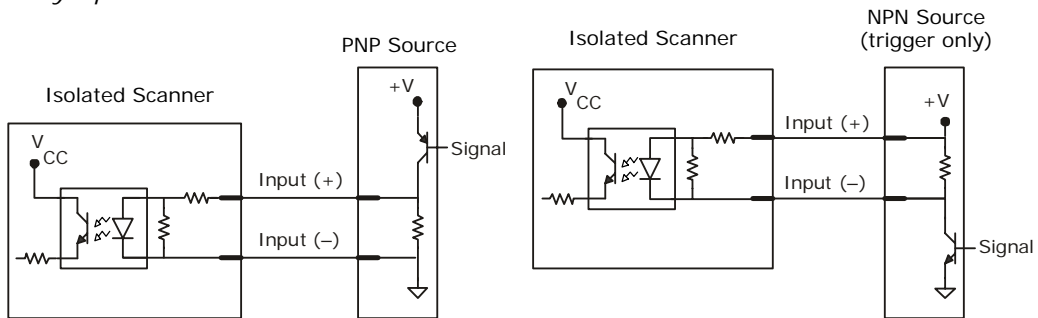 PNP Source
Isolated Scanner
+V
V
CC
Signal
Input (+)
Input (–)
NPN Source
(trigger only)
Isolated Scanner
V
CC
+V
Input (+)
Input (–)
Signal